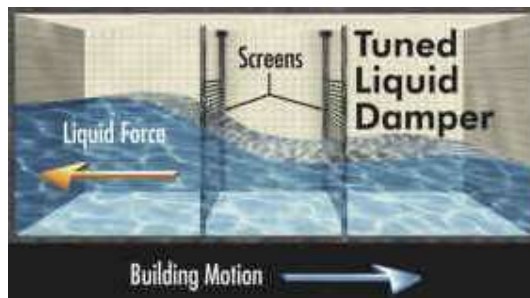 Tuned
Liquid
Damper
Screens
Liquid Force
Building Motion